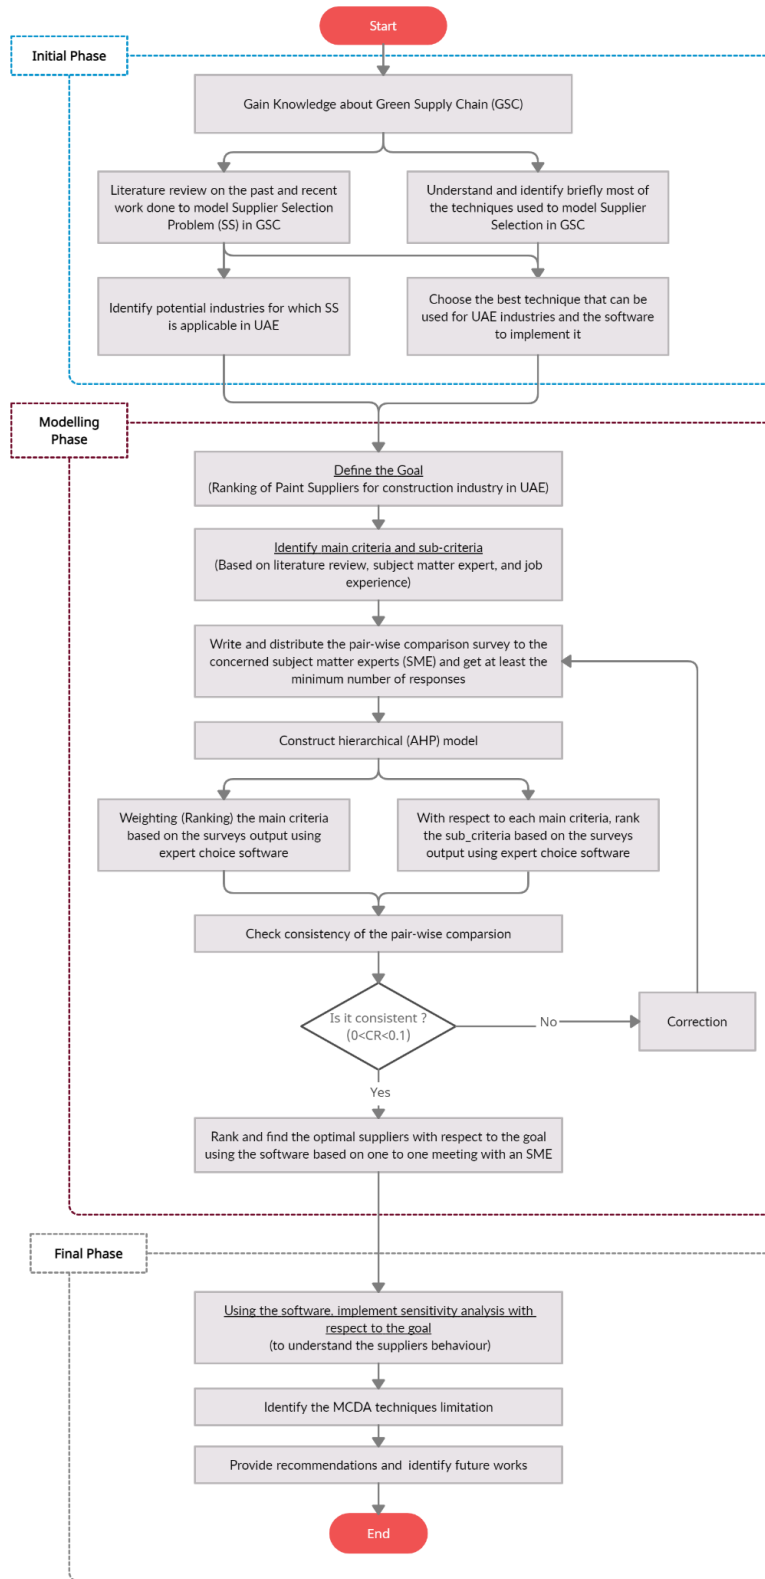 Start
Initial Phase
Gain Knowledge about Green Supply Chain (GSC)
Literature review on the past and recent
work done to model Supplier Selection
Problem (SS) in GSC
Understand and identify briefly most of
the techniques used to model Supplier
Selection in GSC
Identify potential industries for which SS
is applicable in UAE
Choose the best technique that can be
used for UAE industries and the software
to implement it
Modelling
Phase
Define the Goal
(Ranking of Paint Suppliers for construction industry in UAE)
Identify main criteria and sub-criteria
(Based on literature review, subject matter expert, and job
experience)
Write and distribute the pair-wise comparison survey to the
concerned subject matter experts (SME) and get at least the
minimum number of responses
Construct hierarchical (AHP) model
Weighting (Ranking) the main criteria
based on the surveys output using
expert choice software
With respect to each main criteria, rank
the sub_criteria based on the surveys
output using expert choice software
Check consistency of the pair-wise comparsion
Is it consistent ?
(0<CR<0.1)
No
Correction
Yes
Rank and find the optimal suppliers with respect to the goal
using the software based on one to one meeting with an SME
Final Phase
Using the software, implement sensitivity analysis with
respect to the goal
(to understand the suppliers behaviour)
Identify the MCDA techniques limitation
Provide recommendations and identify future works
End